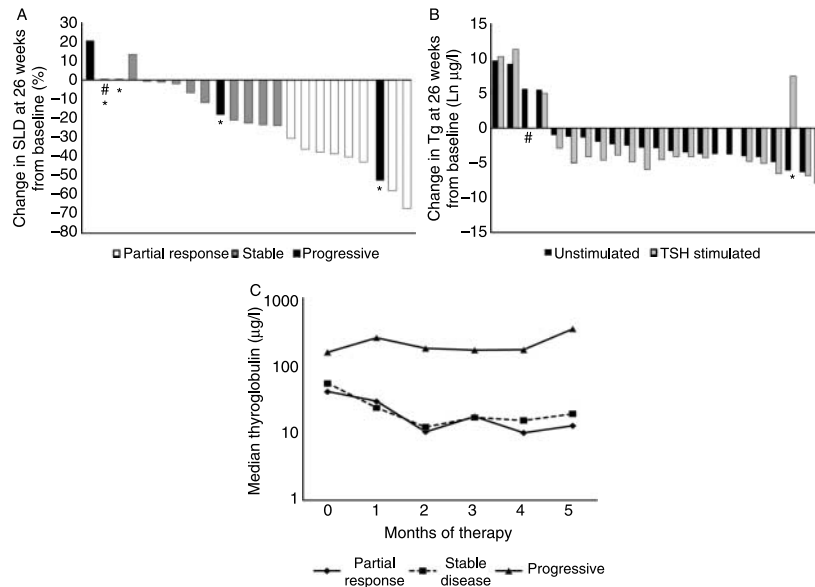 A
Change in SLD at 26 weeks
from baseline (%)
30
20
10
0
−10
−20
−30
−40
−50
−60
−70
−80
#
*
*
*
*
Partial response Stable Progressive
B
Change in Tg at 26 weeks
from baseline (Ln µg/l)
15
10
5
0
−5
−10
−15
#
*
Unstimulated TSH stimulated
C
Median thyroglobulin (µg/l)
1000
100
10
1
0 1 2 3 4 5
Months of therapy
Partial
response
Stable
disease
Progressive